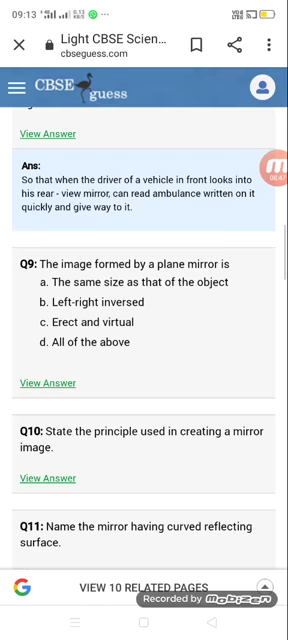 09:13
Light CBSE Scien...
cbseguess.com
CBSE guess
View Answer
Ans:
So that when the driver of a vehicle in front looks into
his rear - view mirror, can read ambulance written on it
quickly and give way to it.
08:47
Q9: The image formed by a plane mirror is
a. The same size as that of the object
b. Left-right inversed
c. Erect and virtual
d. All of the above
View Answer
Q10: State the principle used in creating a mirror
image.
View Answer
Q11: Name the mirror having curved reflecting
surface.
VIEW 10 RELATED PAGES
Recorded by mobizen